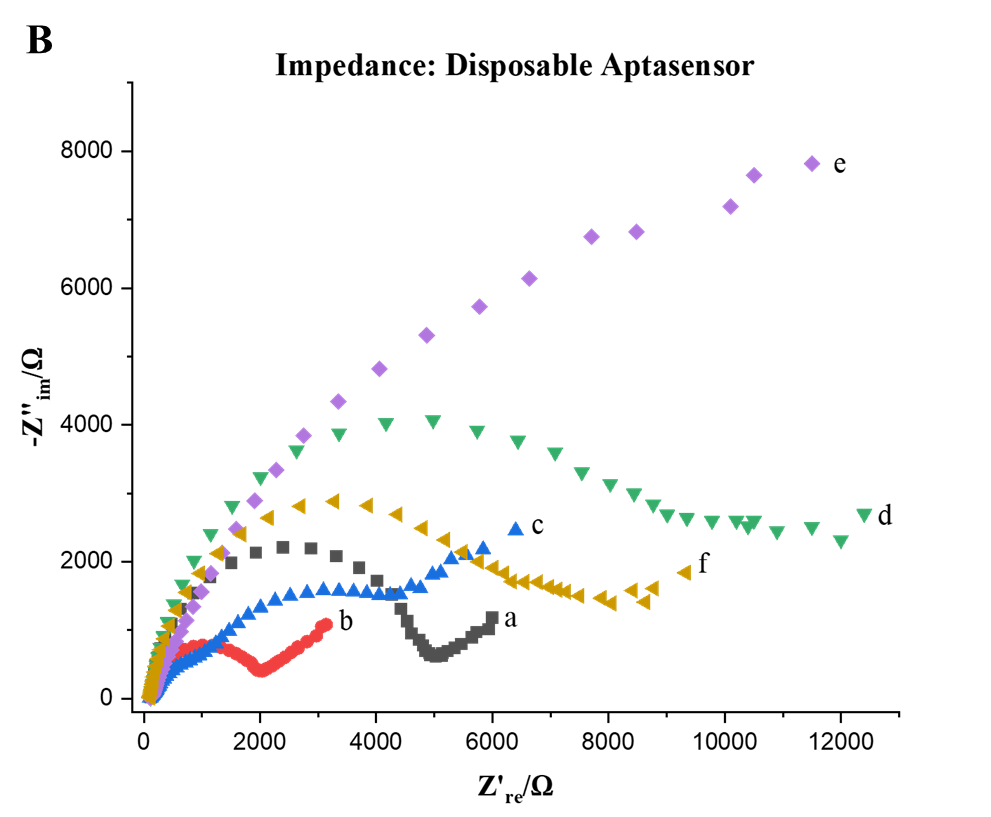 B
Impedance: Disposable Aptasensor
8000
6000
4000
2000
0
-Z''im/Ω
e
d
c
f
b
a
0 2000 4000 6000 8000 10000 12000
Z're/Ω